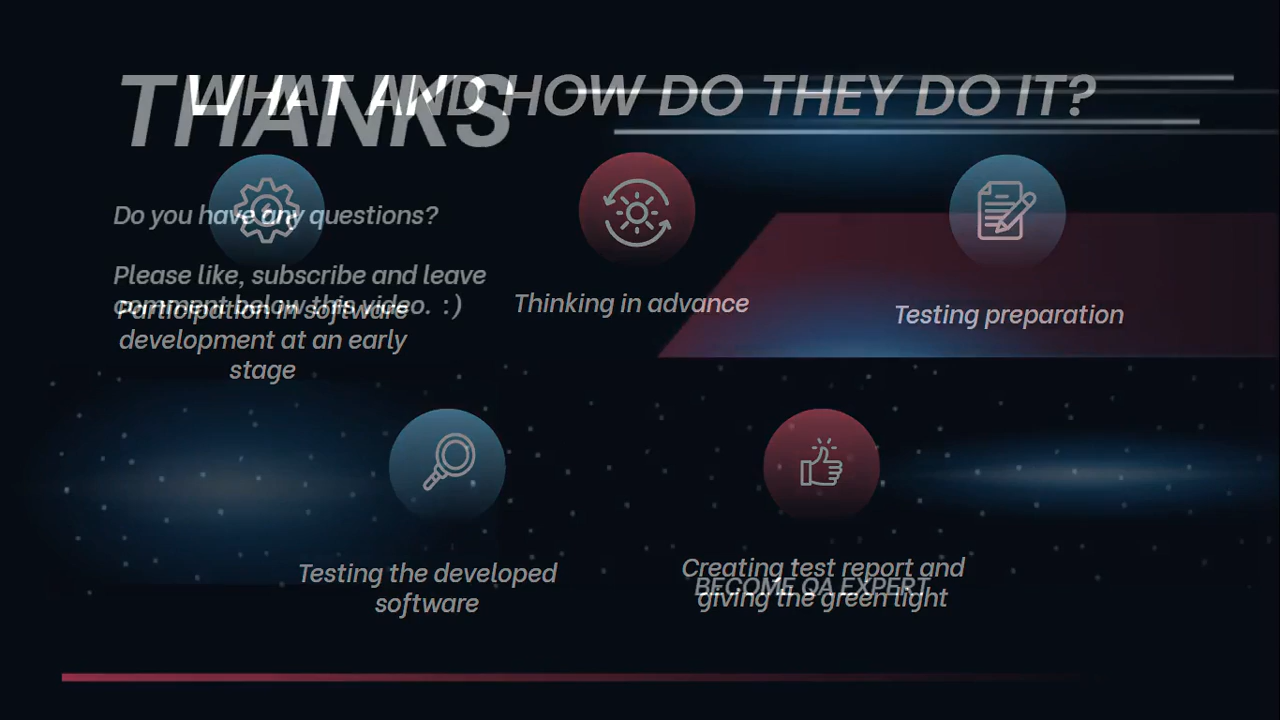 THANKS
WHAT AND HOW DO THEY DO IT?
Do you have any questions?
Please like, subscribe and leave
comment below this video. :)
Participation in software
development at an early
stage
Thinking in advance
Testing preparation
Testing the developed
software
Creating test report and
giving the green light
BECOME QA EXPERT